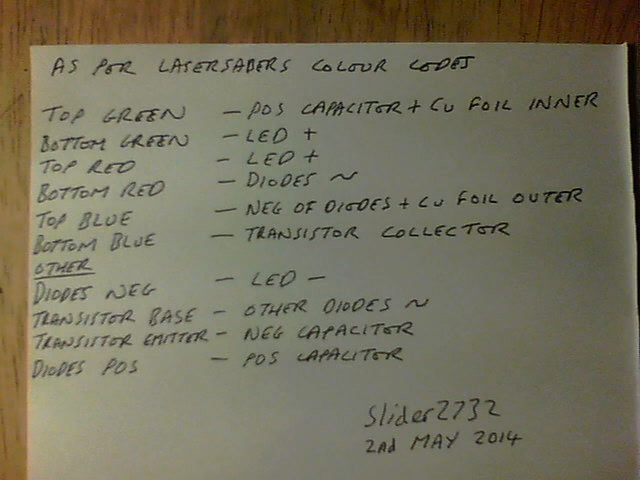 AS PER LASERSABERS COLOUR CODES
TOP GREEN - POS CAPACITOR + CU FOIL INNER
BOTTOM GREEN - LED +
TOP RED - LED +
BOTTOM RED - DIODES ~
TOP BLUE - NEG OF DIODES + CU FOIL OUTER
BOTTOM BLUE - TRANSISTOR COLLECTOR
OTHER
DIODES NEG - LED -
TRANSISTOR BASE - OTHER DIODES ~
TRANSISTOR EMITTER - NEG CAPACITOR
DIODES POS - POS CAPACITOR
Slider2732
2nd MAY 2014